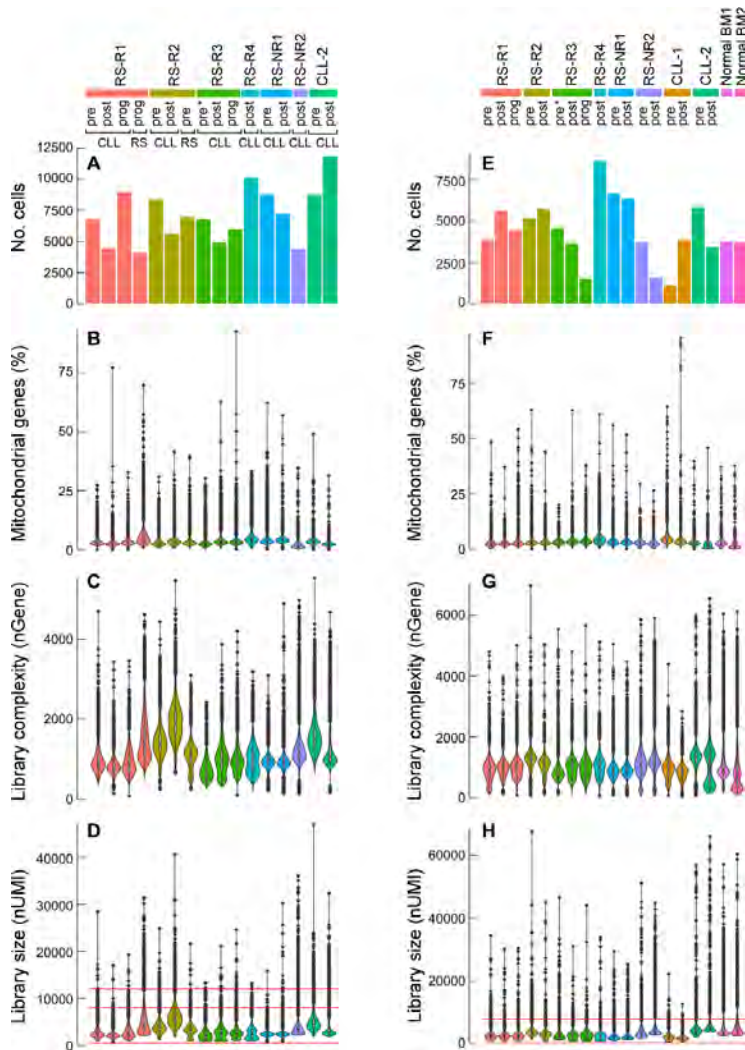 RS-R1 RS-R2 RS-R3 RS-R4 RS-NR1 RS-NR2 CLL-2
pre post prog prog pre post pre pre* post prog post pre post post pre post
CLL RS CLL RS CLL CLL CLL CLL CLL
A
No. cells
12500
10000
7500
5000
2500
0
B
Mitochondrial genes (%)
75
50
25
0
C
Library complexity (nGene)
4000
2000
0
D
Library size (nUMI)
40000
30000
20000
10000
0
RS-R1 RS-R2 RS-R3 RS-R4 RS-NR1 RS-NR2 CLL-1 CLL-2 Normal BM1 Normal BM2
pre post prog pre post pre* post prog post pre post pre post pre post pre post
E
No. cells
7500
5000
2500
0
F
Mitochondrial genes (%)
75
50
25
0
G
Library complexity (nGene)
6000
4000
2000
0
H
Library size (nUMI)
60000
40000
20000
0